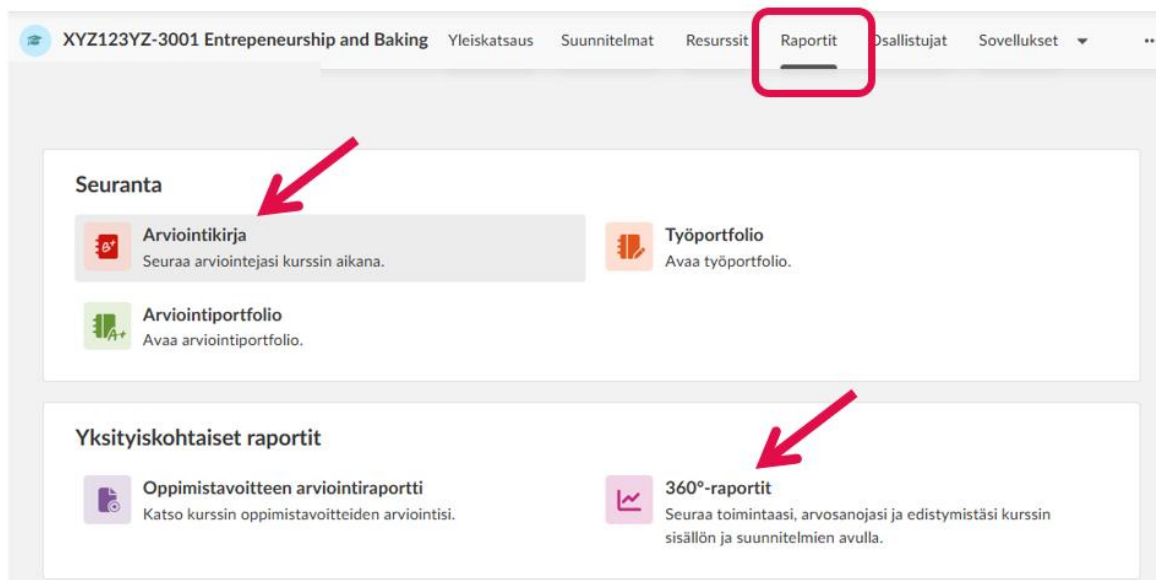 XYZ123YZ-3001 Entrepeneurship and Baking Yleiskatsaus Suunnitelmat Resurssit Raportit Osallistujat Sovellukset
Seuranta
Arviointikirja
Seuraa arviointejasi kurssin aikana.
Työportfolio
Avaa työportfolio.
Arviointiportfolio
Avaa arviointiportfolio.
Yksityiskohtaiset raportit
Oppimistavoitteen arviointiraportti
Katso kurssin oppimistavoitteiden arviointisi.
360°-raportit
Seuraa toimintaasi, arvosanojasi ja edistymistäsi kurssin
sisällön ja suunnitelmien avulla.